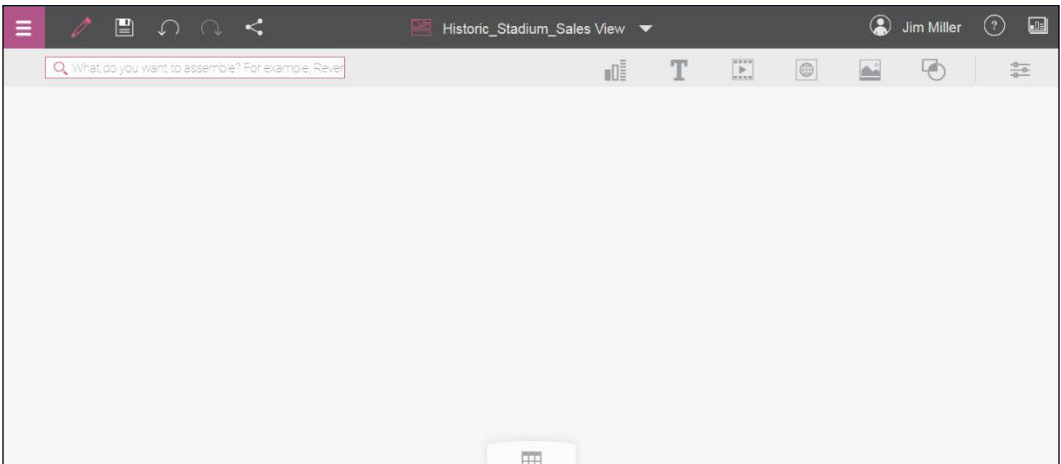 Historic_Stadium_Sales View
Jim Miller
?
What do you want to assemble? For example, Rever
T